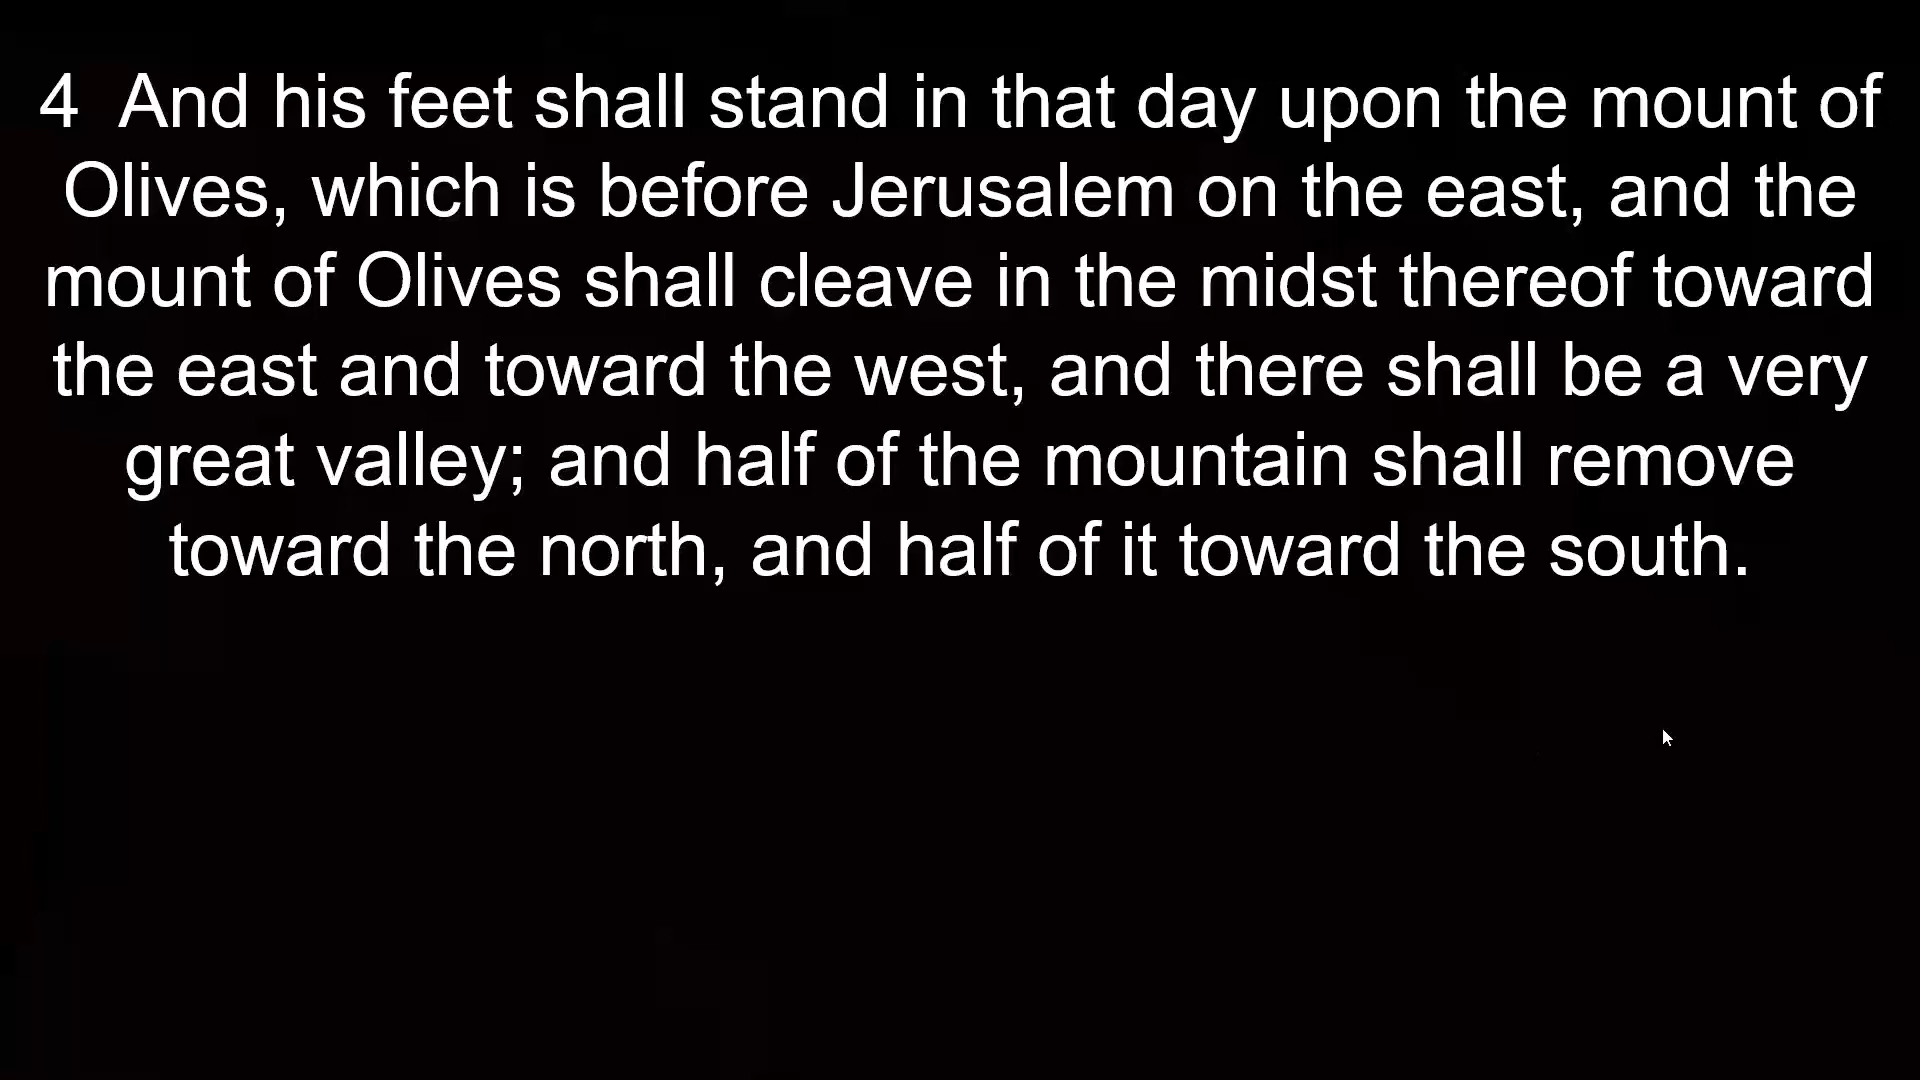 4 And his feet shall stand in that day upon the mount of
Olives, which is before Jerusalem on the east, and the
mount of Olives shall cleave in the midst thereof toward
the east and toward the west, and there shall be a very
great valley; and half of the mountain shall remove
toward the north, and half of it toward the south.